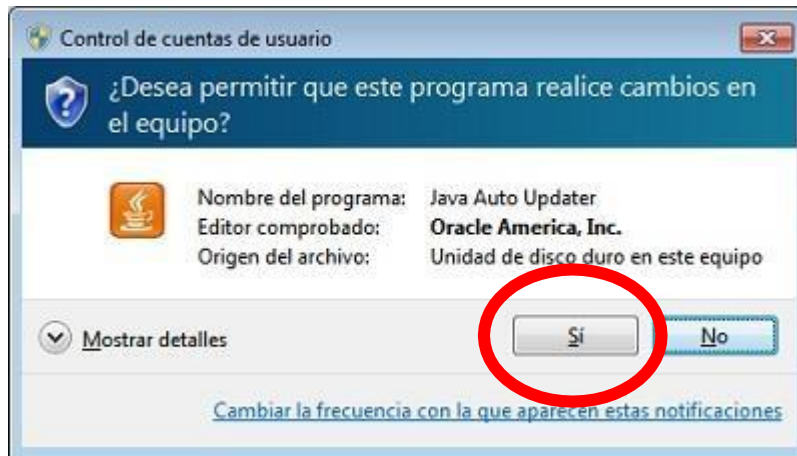 Control de cuentas de usuario
¿Desea permitir que este programa realice cambios en
el equipo?
Nombre del programa: Java Auto Updater
Editor comprobado: Oracle America, Inc.
Origen del archivo: Unidad de disco duro en este equipo
Mostrar detalles Sí No
Cambiar la frecuencia con la que aparecen estas notificaciones